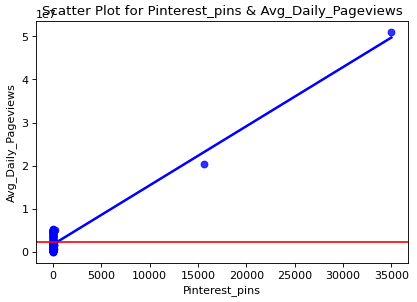 Scatter Plot for Pinterest_pins & Avg_Daily_Pageviews
1e7
5
4
3
2
1
0
Avg_Daily_Pageviews
0 5000 10000 15000 20000 25000 30000 35000
Pinterest_pins